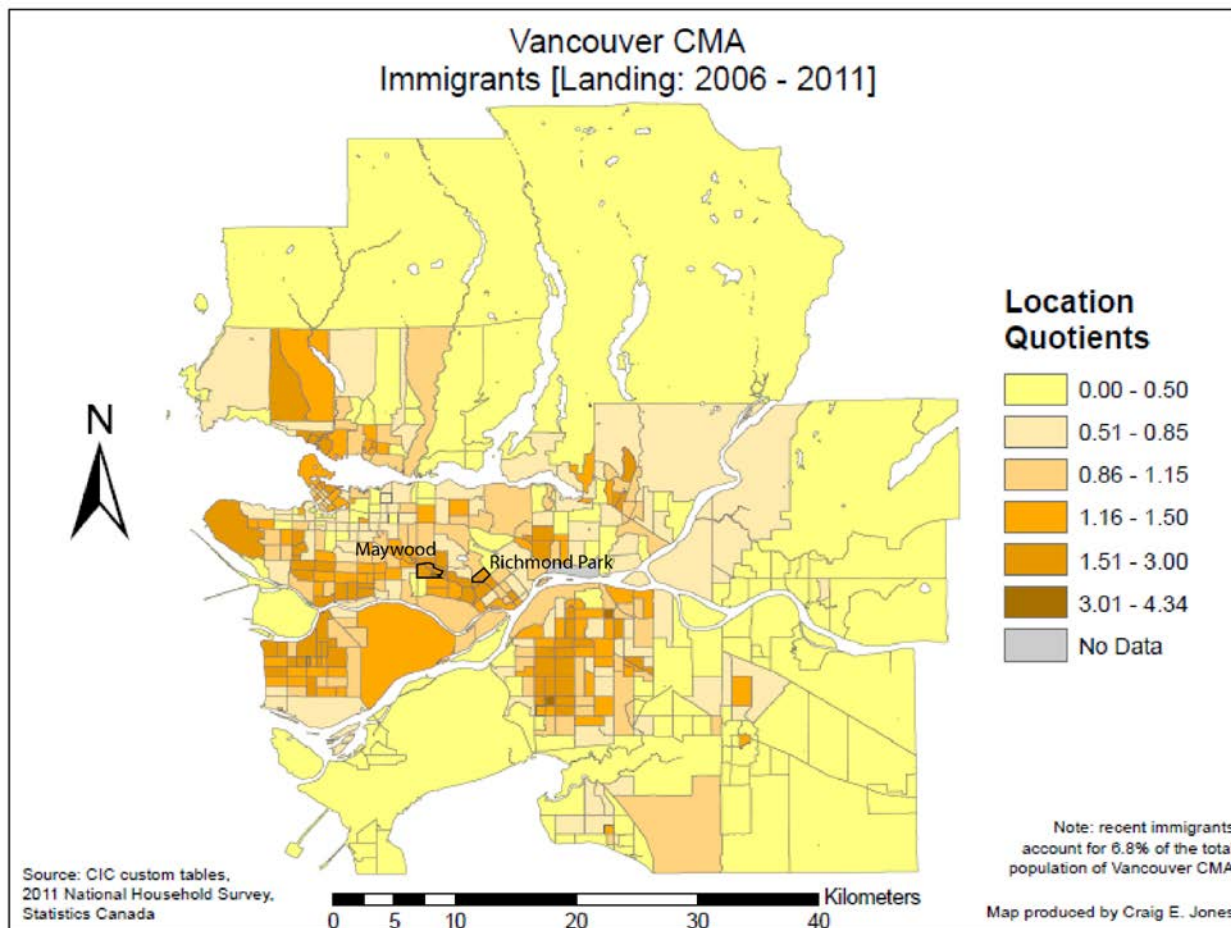 Vancouver CMA
Immigrants [Landing: 2006 - 2011]
N
Maywood
Richmond Park
Location
Quotients
0.00 - 0.50
0.51 - 0.85
0.86 - 1.15
1.16 - 1.50
1.51 - 3.00
3.01 - 4.34
No Data
Note: recent immigrants
account for 6.8% of the total
population of Vancouver CMA
Source: CIC custom tables,
2011 National Household Survey,
Statistics Canada
Kilometers
0 5 10 20 30 40
Map produced by Craig E. Jones